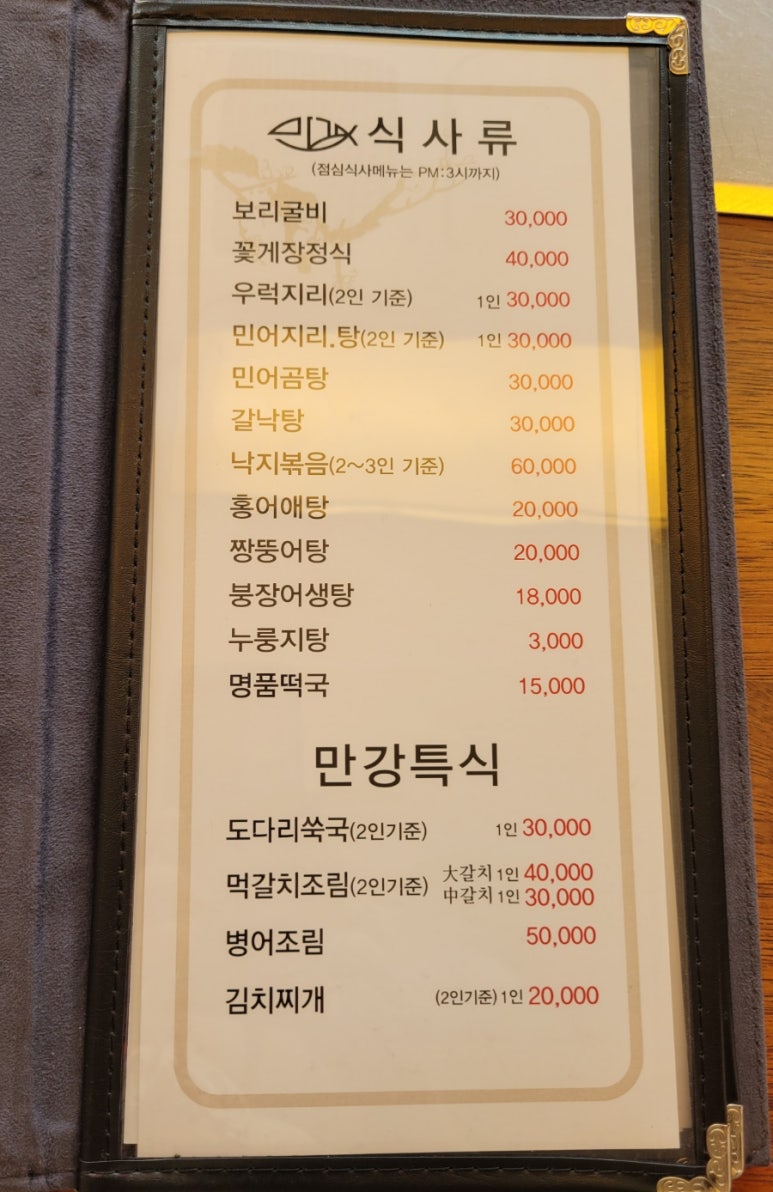 식사류
(점심식사메뉴는 PM:3시까지)
보리굴비 30,000
꽃게장정식 40,000
우럭지리(2인 기준) 1인 30,000
민어지리.탕(2인 기준) 1인 30,000
민어곰탕 30,000
갈낙탕 30,000
낙지볶음(2~3인 기준) 60,000
홍어애탕 20,000
짱뚱어탕 20,000
붕장어생탕 18,000
누룽지탕 3,000
명품떡국 15,000
만강특식
도다리쑥국(2인기준) 1인 30,000
먹갈치조림(2인기준) 大갈치 1인 40,000
中갈치 1인 30,000
병어조림 50,000
김치찌개 (2인기준) 1인 20,000